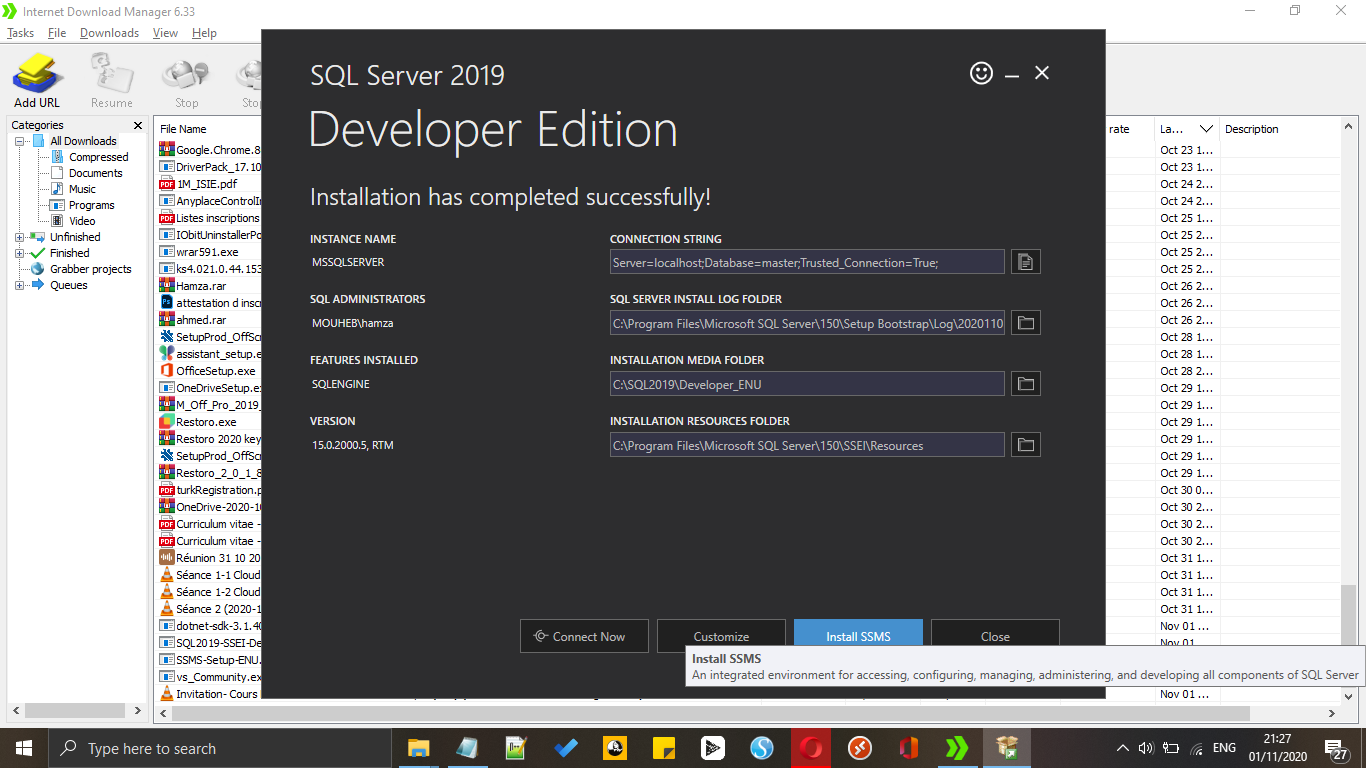 Internet Download Manager 6.33
Tasks File Downloads View Help
Add URL
Resume
Stop
Categories
All Downloads
Compressed
Documents
Music
Programs
Video
Unfinished
Finished
Grabber projects
Queues
File Name
Google.Chrome.8
DriverPack_17.10
1M_ISIE.pdf
AnyplaceControlIn
Listes inscriptions
IObitUninstallerPo
wrar591.exe
ks4.021.0.44.153
Hamza.rar
attestation d inscr
ahmed.rar
SetupProd_OffScr
assistant_setup.e
OfficeSetup.exe
OneDriveSetup.ex
M_Off_Pro_2019_
Restoro.exe
Restoro 2020 key
SetupProd_OffScr
Restoro_2_0_1_8
turkRegistration.p
OneDrive-2020-10
Curriculum vitae -
Curriculum vitae -
Réunion 31 10 20
Séance 1-1 Cloud
Séance 1-2 Cloud
Séance 2 (2020-1
dotnet-sdk-3.1.40
SQL2019-SSEI-De
SSMS-Setup-ENU.
vs_Community.ex
Invitation- Cours
SQL Server 2019
Developer Edition
Installation has completed successfully!
INSTANCE NAME
MSSQLSERVER
SQL ADMINISTRATORS
MOUHEB\hamza
FEATURES INSTALLED
SQLENGINE
VERSION
15.0.2000.5, RTM
CONNECTION STRING
Server=localhost;Database=master;Trusted_Connection=True;
SQL SERVER INSTALL LOG FOLDER
C:\Program Files\Microsoft SQL Server\150\Setup Bootstrap\Log\2020110
INSTALLATION MEDIA FOLDER
C:\SQL2019\Developer_ENU
INSTALLATION RESOURCES FOLDER
C:\Program Files\Microsoft SQL Server\150\SSEI\Resources
Connect Now
Customize
Install SSMS
Close
Install SSMS
An integrated environment for accessing, configuring, managing, administering, and developing all components of SQL Server
rate
La...
Description
Oct 23 1...
Oct 23 1...
Oct 24 2...
Oct 24 2...
Oct 25 1...
Oct 25 2...
Oct 25 2...
Oct 25 2...
Oct 26 2...
Oct 26 2...
Oct 26 2...
Oct 28 1...
Oct 28 1...
Oct 28 2...
Oct 29 1...
Oct 29 1...
Oct 29 1...
Oct 29 1...
Oct 29 1...
Oct 29 1...
Oct 30 0...
Oct 30 2...
Oct 30 2...
Oct 30 2...
Oct 31 1...
Oct 31 1...
Oct 31 1...
Oct 31 1...
Nov 01 ...
Nov 01
Nov 01 ...
Type here to search
ENG
21:27
01/11/2020
27